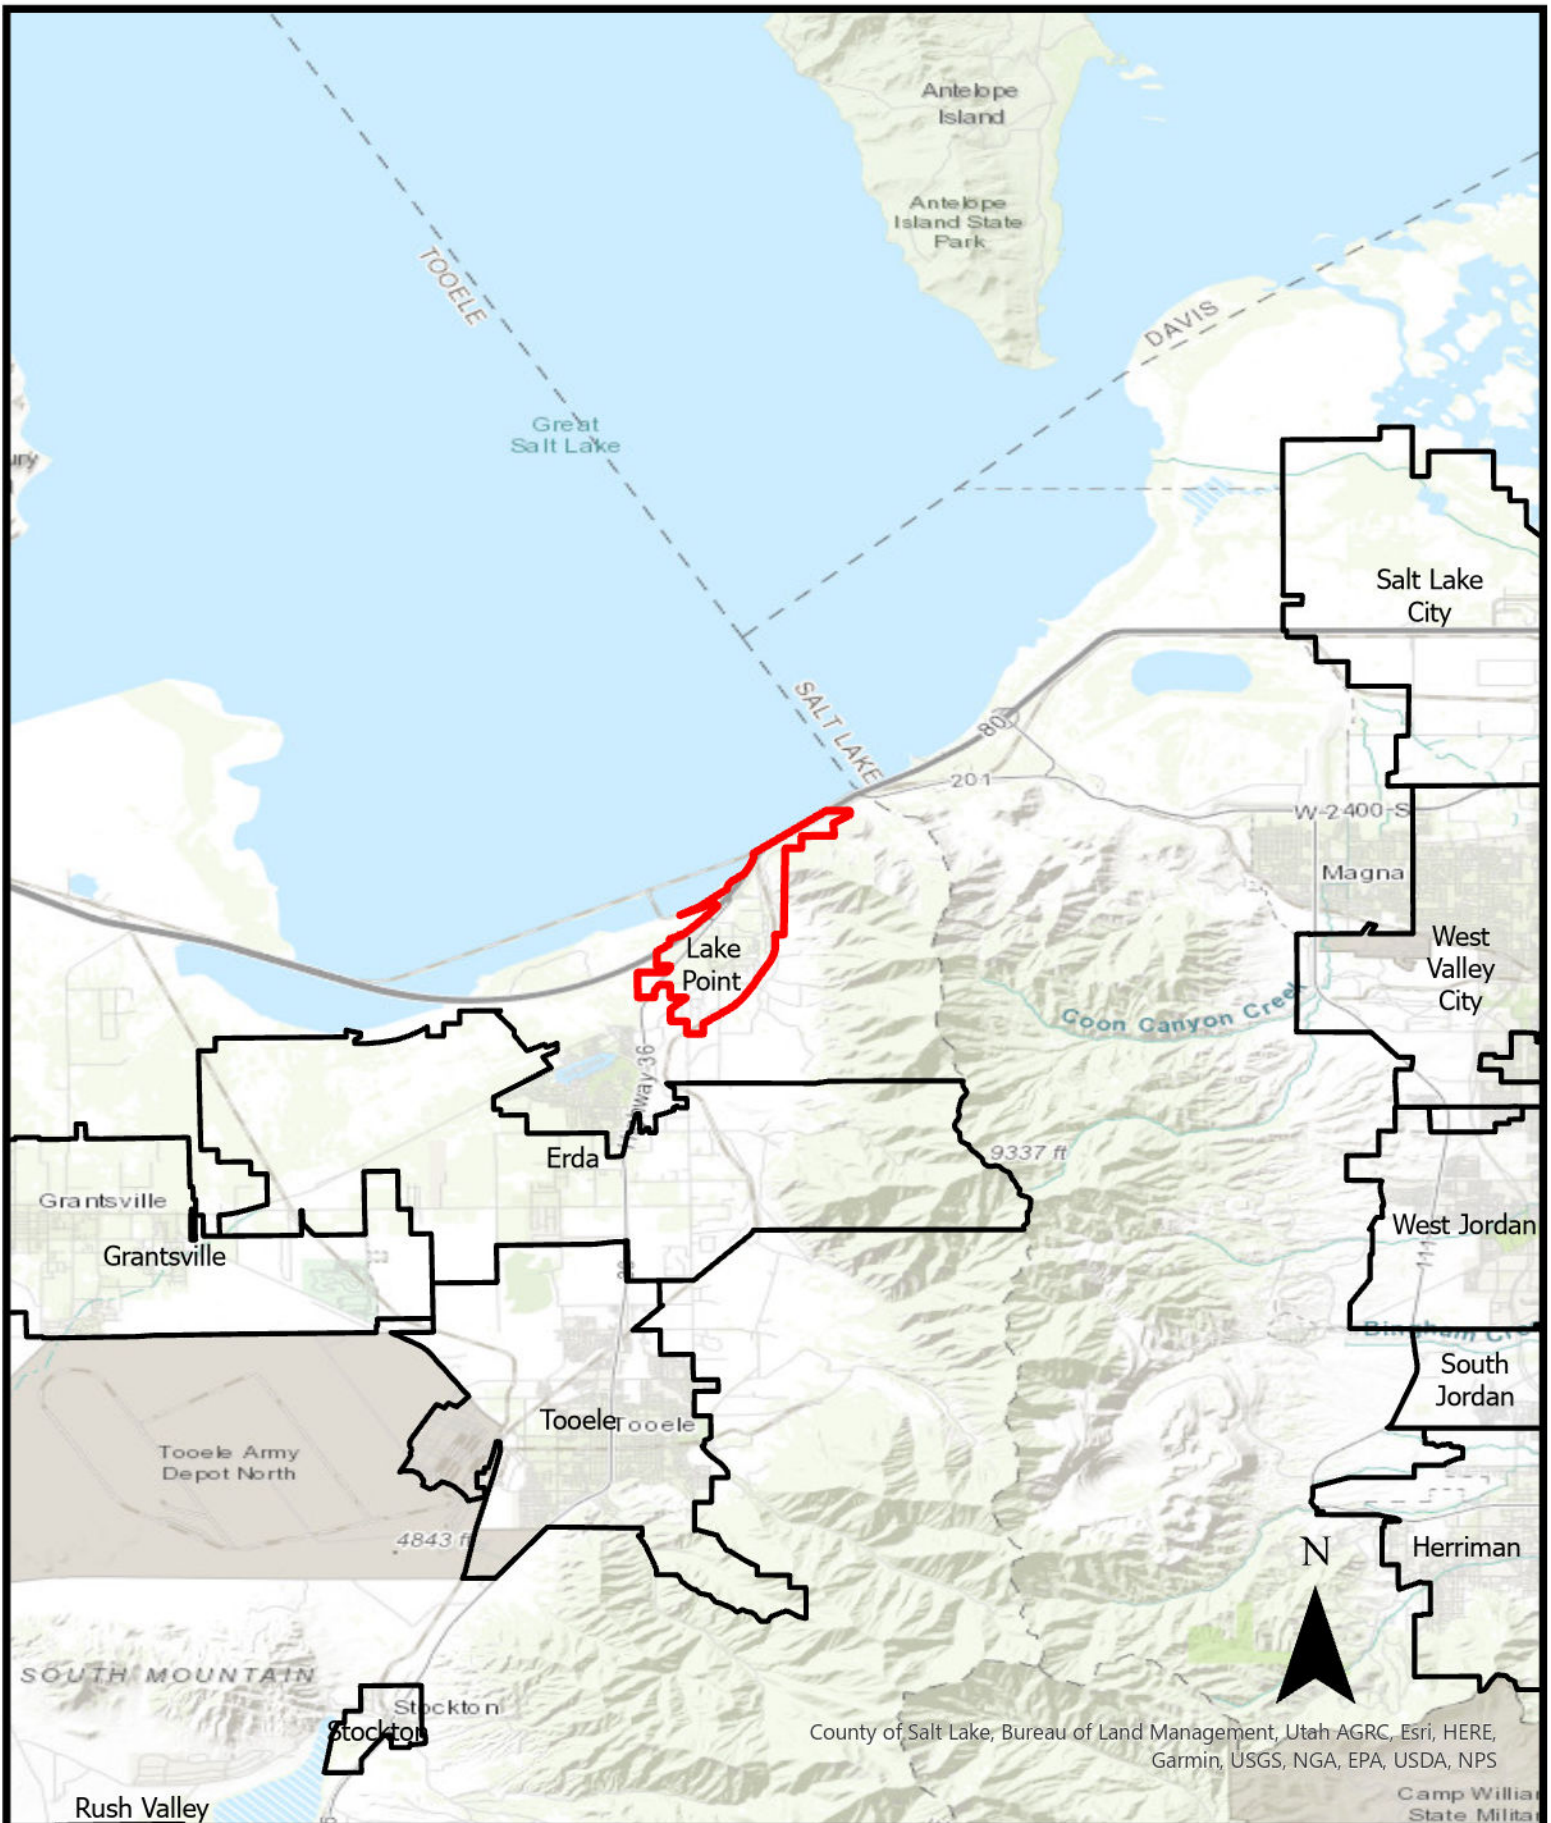 Antelope
Island
Antelope
Island State
Park
TOOELE
DAVIS
Great
Salt Lake
ury
Salt Lake
City
SALT LAKE
80
201
W-2400-S
Magna
Lake
Point
West
Valley
City
Coon Canyon Creek
Erda
9337 ft
Grantsville
Grantsville
West Jordan
111
36
South
Jordan
Tooele
Tooele
Tooele Army
Depot North
4843 ft
N
Herriman
SOUTH MOUNTAIN
Stockton
Stockton
County of Salt Lake, Bureau of Land Management, Utah AGRC, Esri, HERE,
Garmin, USGS, NGA, EPA, USDA, NPS
Rush Valley